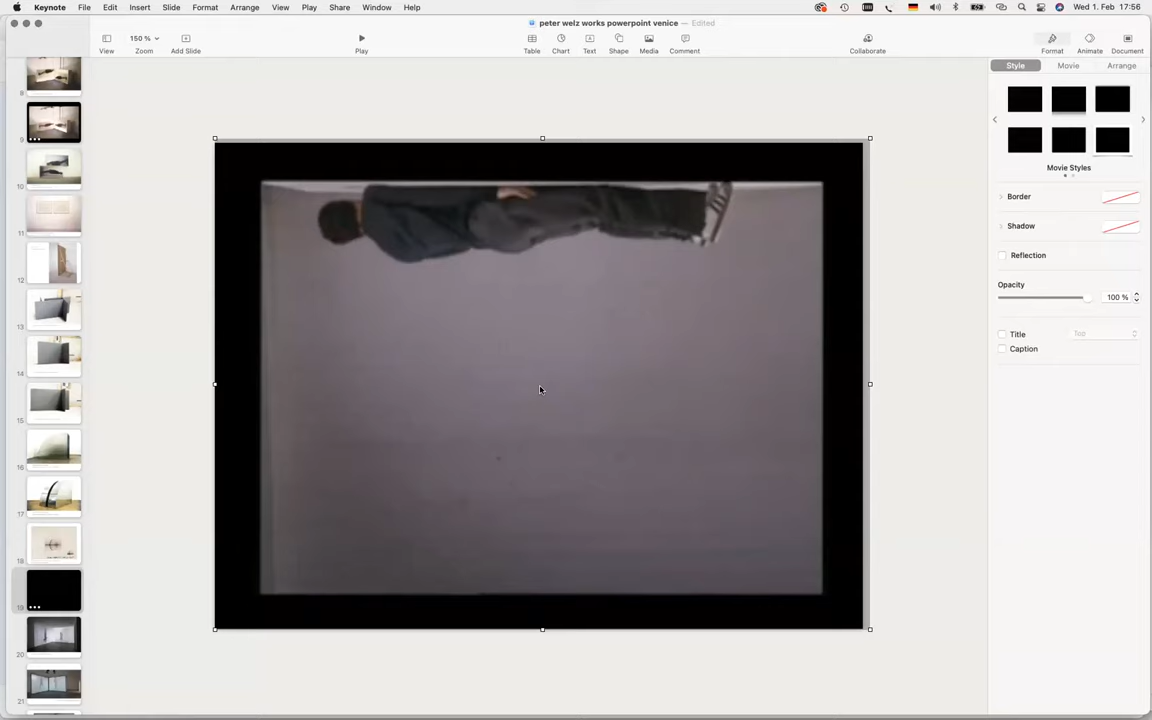 Keynote File Edit Insert Slide Format Arrange View Play Share Window Help Wed 1. Feb 17:56
peter welz works powerpoint venice — Edited
150 %
View Zoom Add Slide Play Table Chart Text Shape Media Comment Collaborate Format Animate Document
Style Movie Arrange
Movie Styles
Border
Shadow
Reflection
Opacity
100 %
Title Top
Caption
8
9
10
11
12
13
14
15
16
17
18
19
20
21